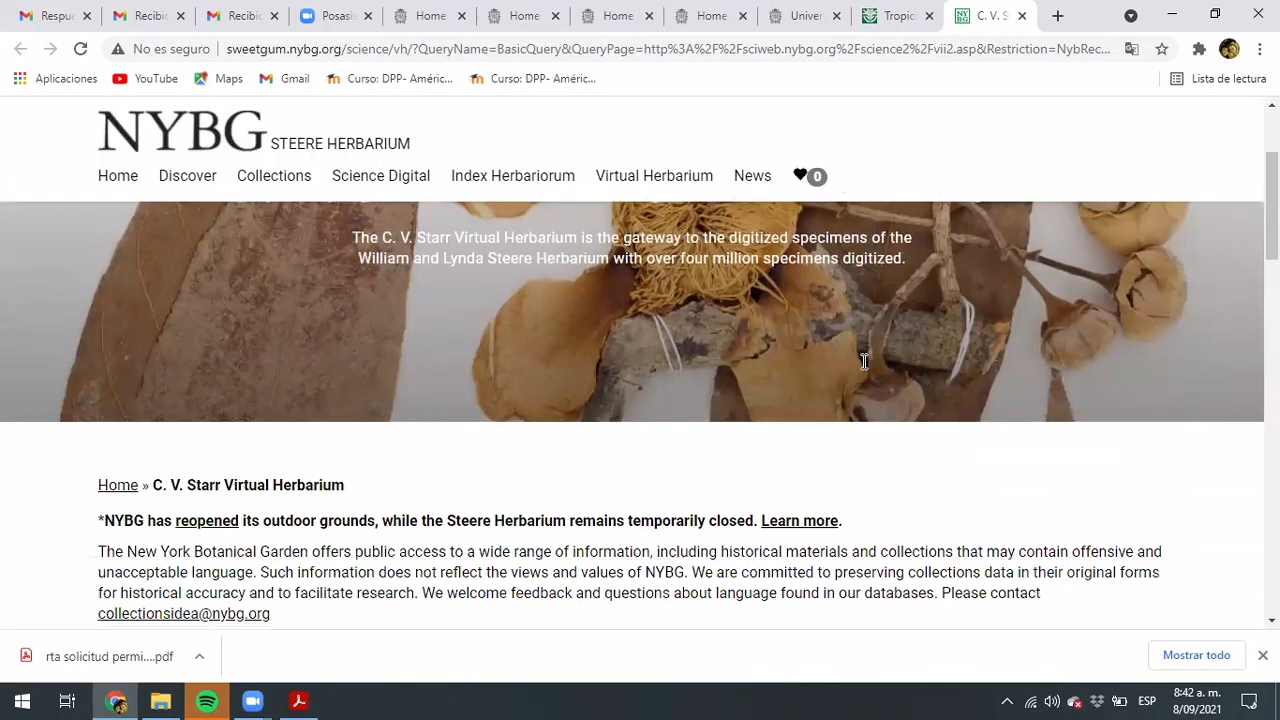 Respue
Recibid
Recibid
Posasis
Home
Home
Home
Home
Univer
Tropico
NY BG
C. V. S
No es seguro
sweetgum.nybg.org/science/vh/?QueryName=BasicQuery&QueryPage=http%3A%2F%2Fsciweb.nybg.org%2Fscience2%2Fvii2.asp&Restriction=NybRec...
Aplicaciones
YouTube
Maps
Gmail
Curso: DPP- Améric...
Curso: DPP- Améric...
Lista de lectura
NYBG STEERE HERBARIUM
Home Discover Collections Science Digital Index Herbariorum Virtual Herbarium News 0
The C. V. Starr Virtual Herbarium is the gateway to the digitized specimens of the
William and Lynda Steere Herbarium with over four million specimens digitized.
Home » C. V. Starr Virtual Herbarium
*NYBG has reopened its outdoor grounds, while the Steere Herbarium remains temporarily closed. Learn more.
The New York Botanical Garden offers public access to a wide range of information, including historical materials and collections that may contain offensive and
unacceptable language. Such information does not reflect the views and values of NYBG. We are committed to preserving collections data in their original forms
for historical accuracy and to facilitate research. We welcome feedback and questions about language found in our databases. Please contact
collectionsidea@nybg.org
rta solicitud permi....pdf
Mostrar todo
ESP
8:42 a. m.
8/09/2021